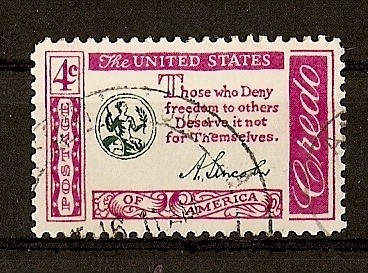 4c
The UNITED STATES
POSTAGE
Those who Deny
freedom to others
Deserve it not
for Themselves.
A. Lincoln
OF AMERICA
Credo